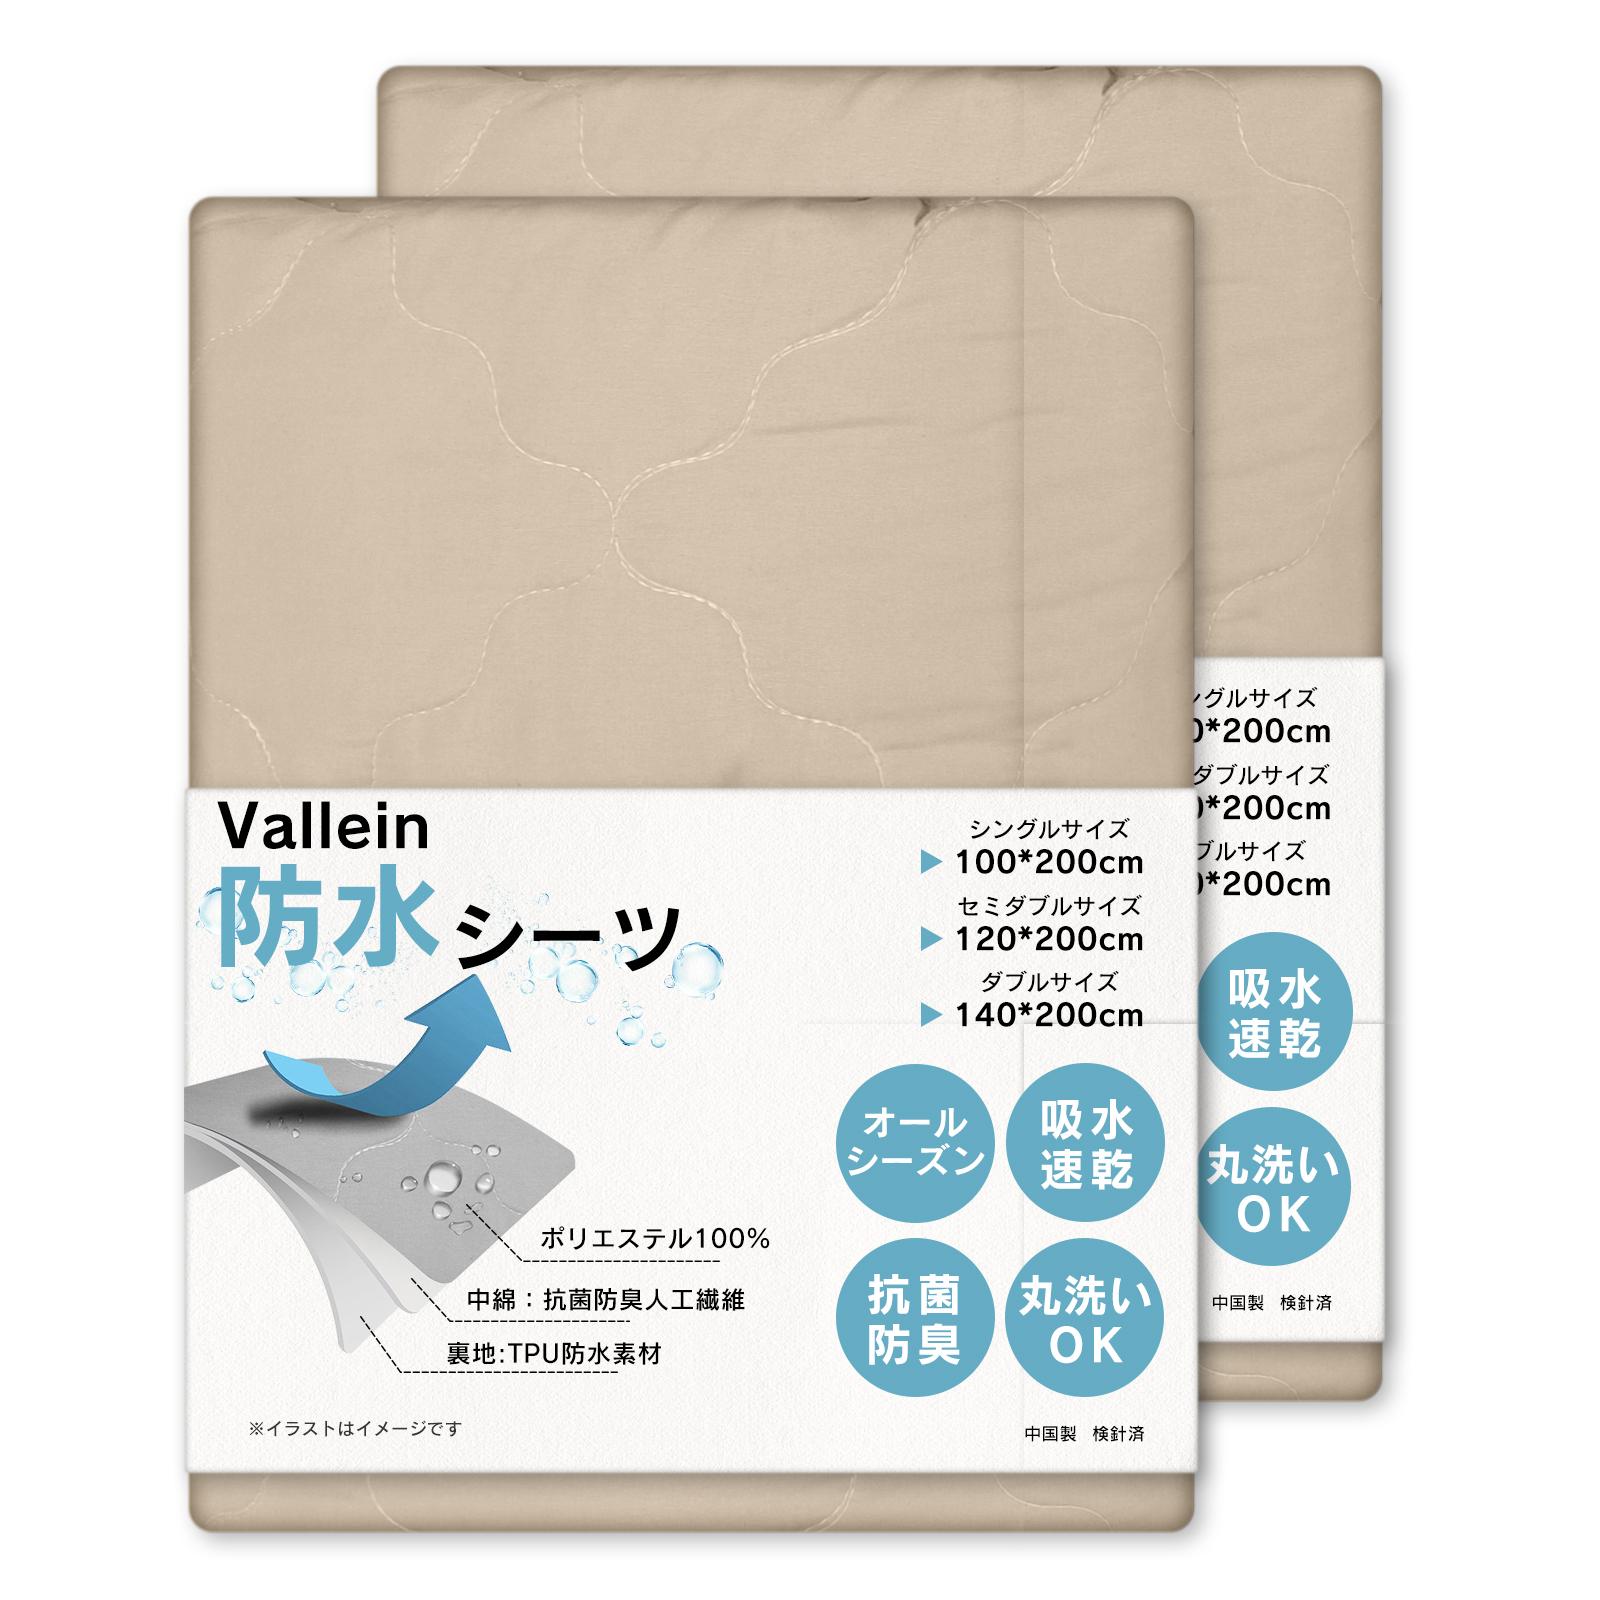 Vallein
防水シーツ
シングルサイズ
100*200cm
セミダブルサイズ
120*200cm
ダブルサイズ
140*200cm
オール
シーズン
吸水
速乾
抗菌
防臭
丸洗い
OK
ポリエステル100%
中綿：抗菌防臭人工繊維
裏地:TPU防水素材
※イラストはイメージです
中国製 検針済
ングルサイズ
0*200cm
ダブルサイズ
0*200cm
ブルサイズ
0*200cm
吸水
速乾
丸洗い
OK
中国製 検針済